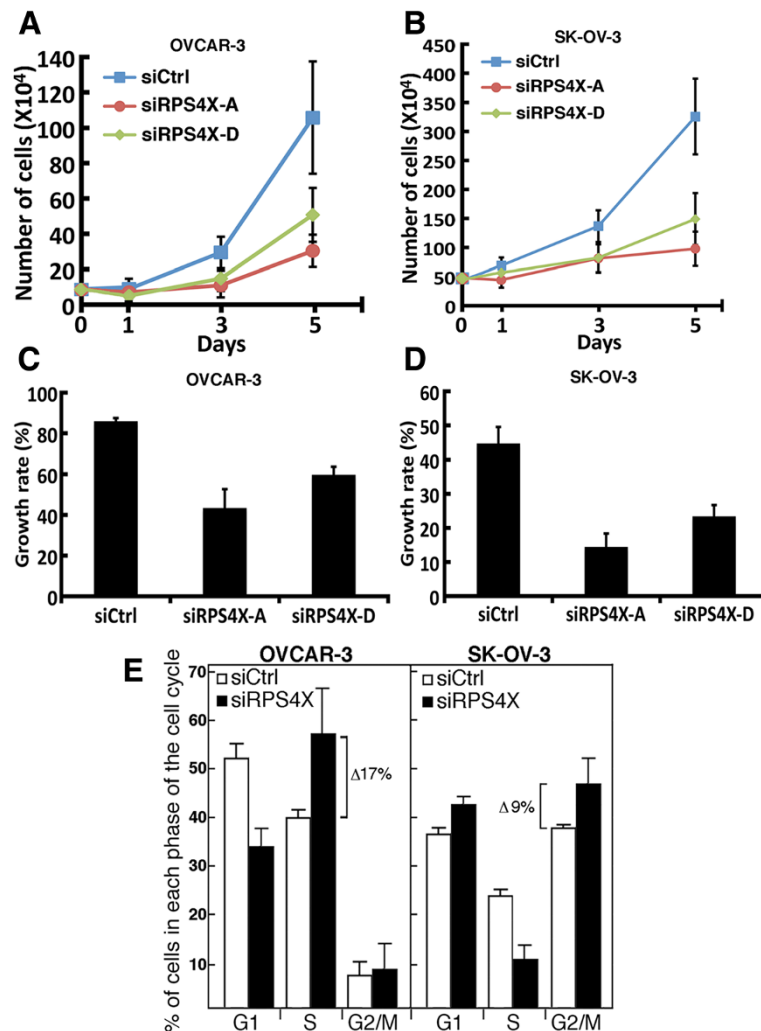 A
OVCAR-3
Number of cells (X10⁴)
140
120
100
80
60
40
20
0
siCtrl
siRPS4X-A
siRPS4X-D
0 1 3 5
Days
B
SK-OV-3
Number of cells (X10⁴)
450
350
300
250
200
150
100
50
0
siCtrl
siRPS4X-A
siRPS4X-D
0 1 3 5
Days
C
OVCAR-3
Growth rate (%)
100
80
60
40
20
0
siCtrl siRPS4X-A siRPS4X-D
D
SK-OV-3
Growth rate (%)
60
50
40
30
20
10
0
siCtrl siRPS4X-A siRPS4X-D
E
OVCAR-3 SK-OV-3
% of cells in each phase of the cell cycle
70
60
50
40
30
20
10
siCtrl
siRPS4X
Δ17%
siCtrl
siRPS4X
Δ9%
G1 S G2/M G1 S G2/M